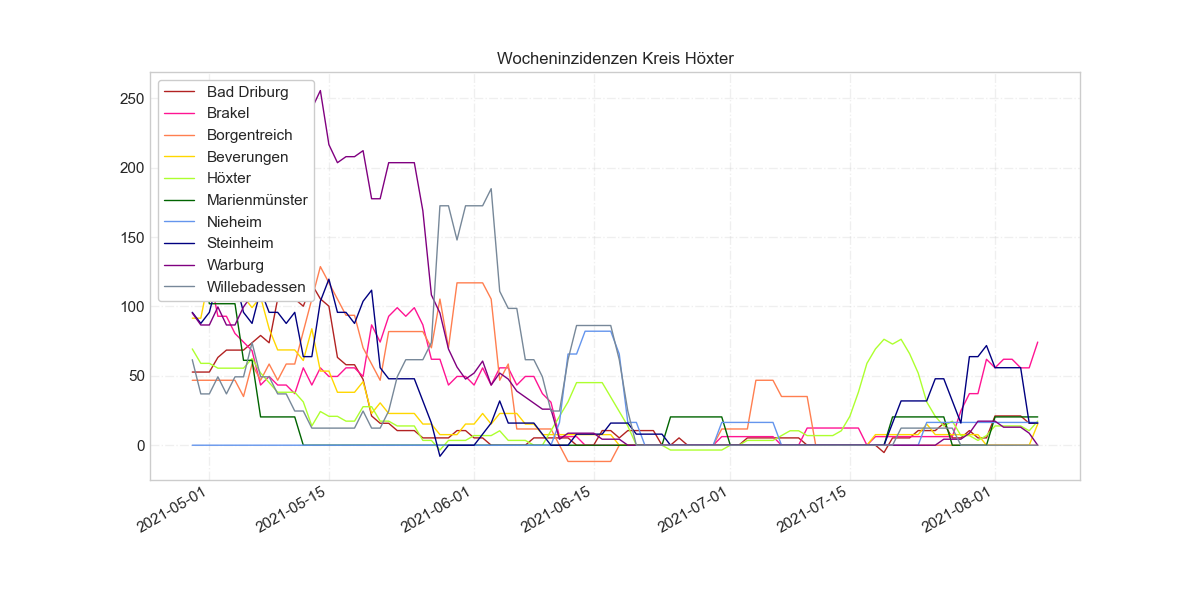 Wocheninzidenzen Kreis Höxter
Bad Driburg
Brakel
Borgentreich
Beverungen
Höxter
Marienmünster
Nieheim
Steinheim
Warburg
Willebadessen
250
200
150
100
50
0
2021-05-01
2021-05-15
2021-06-01
2021-06-15
2021-07-01
2021-07-15
2021-08-01